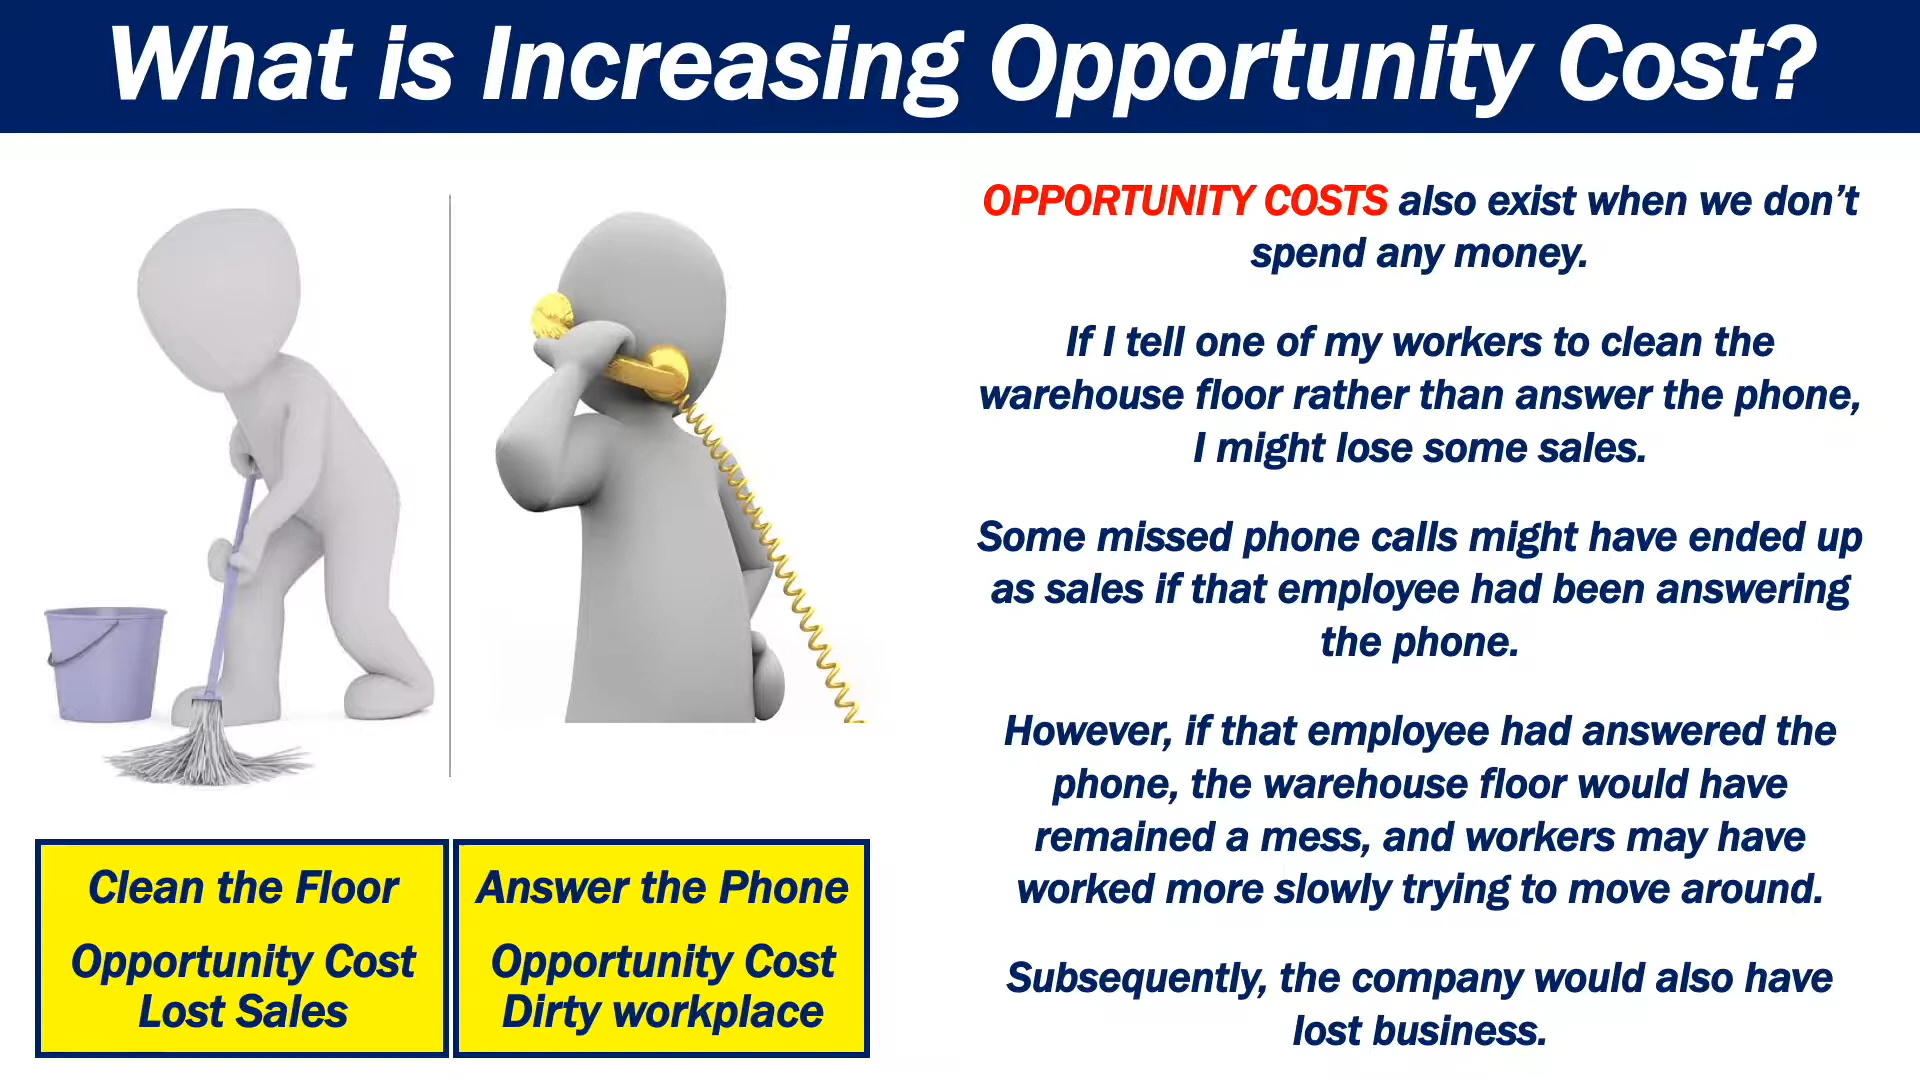 What is Increasing Opportunity Cost?
OPPORTUNITY COSTS also exist when we don’t
spend any money.
If I tell one of my workers to clean the
warehouse floor rather than answer the phone,
I might lose some sales.
Some missed phone calls might have ended up
as sales if that employee had been answering
the phone.
However, if that employee had answered the
phone, the warehouse floor would have
remained a mess, and workers may have
worked more slowly trying to move around.
Subsequently, the company would also have
lost business.
Clean the Floor
Opportunity Cost
Lost Sales
Answer the Phone
Opportunity Cost
Dirty workplace